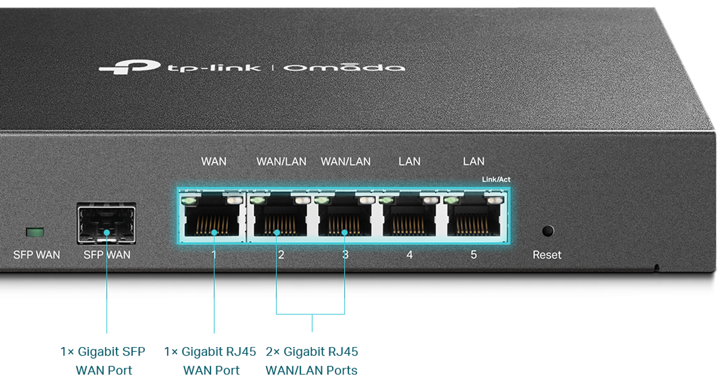 tp-link | omada
WAN WAN/LAN WAN/LAN LAN LAN
Link/Act
SFP WAN SFP WAN 1 2 3 4 5 Reset
1× Gigabit SFP
WAN Port
1× Gigabit RJ45
WAN Port
2× Gigabit RJ45
WAN/LAN Ports